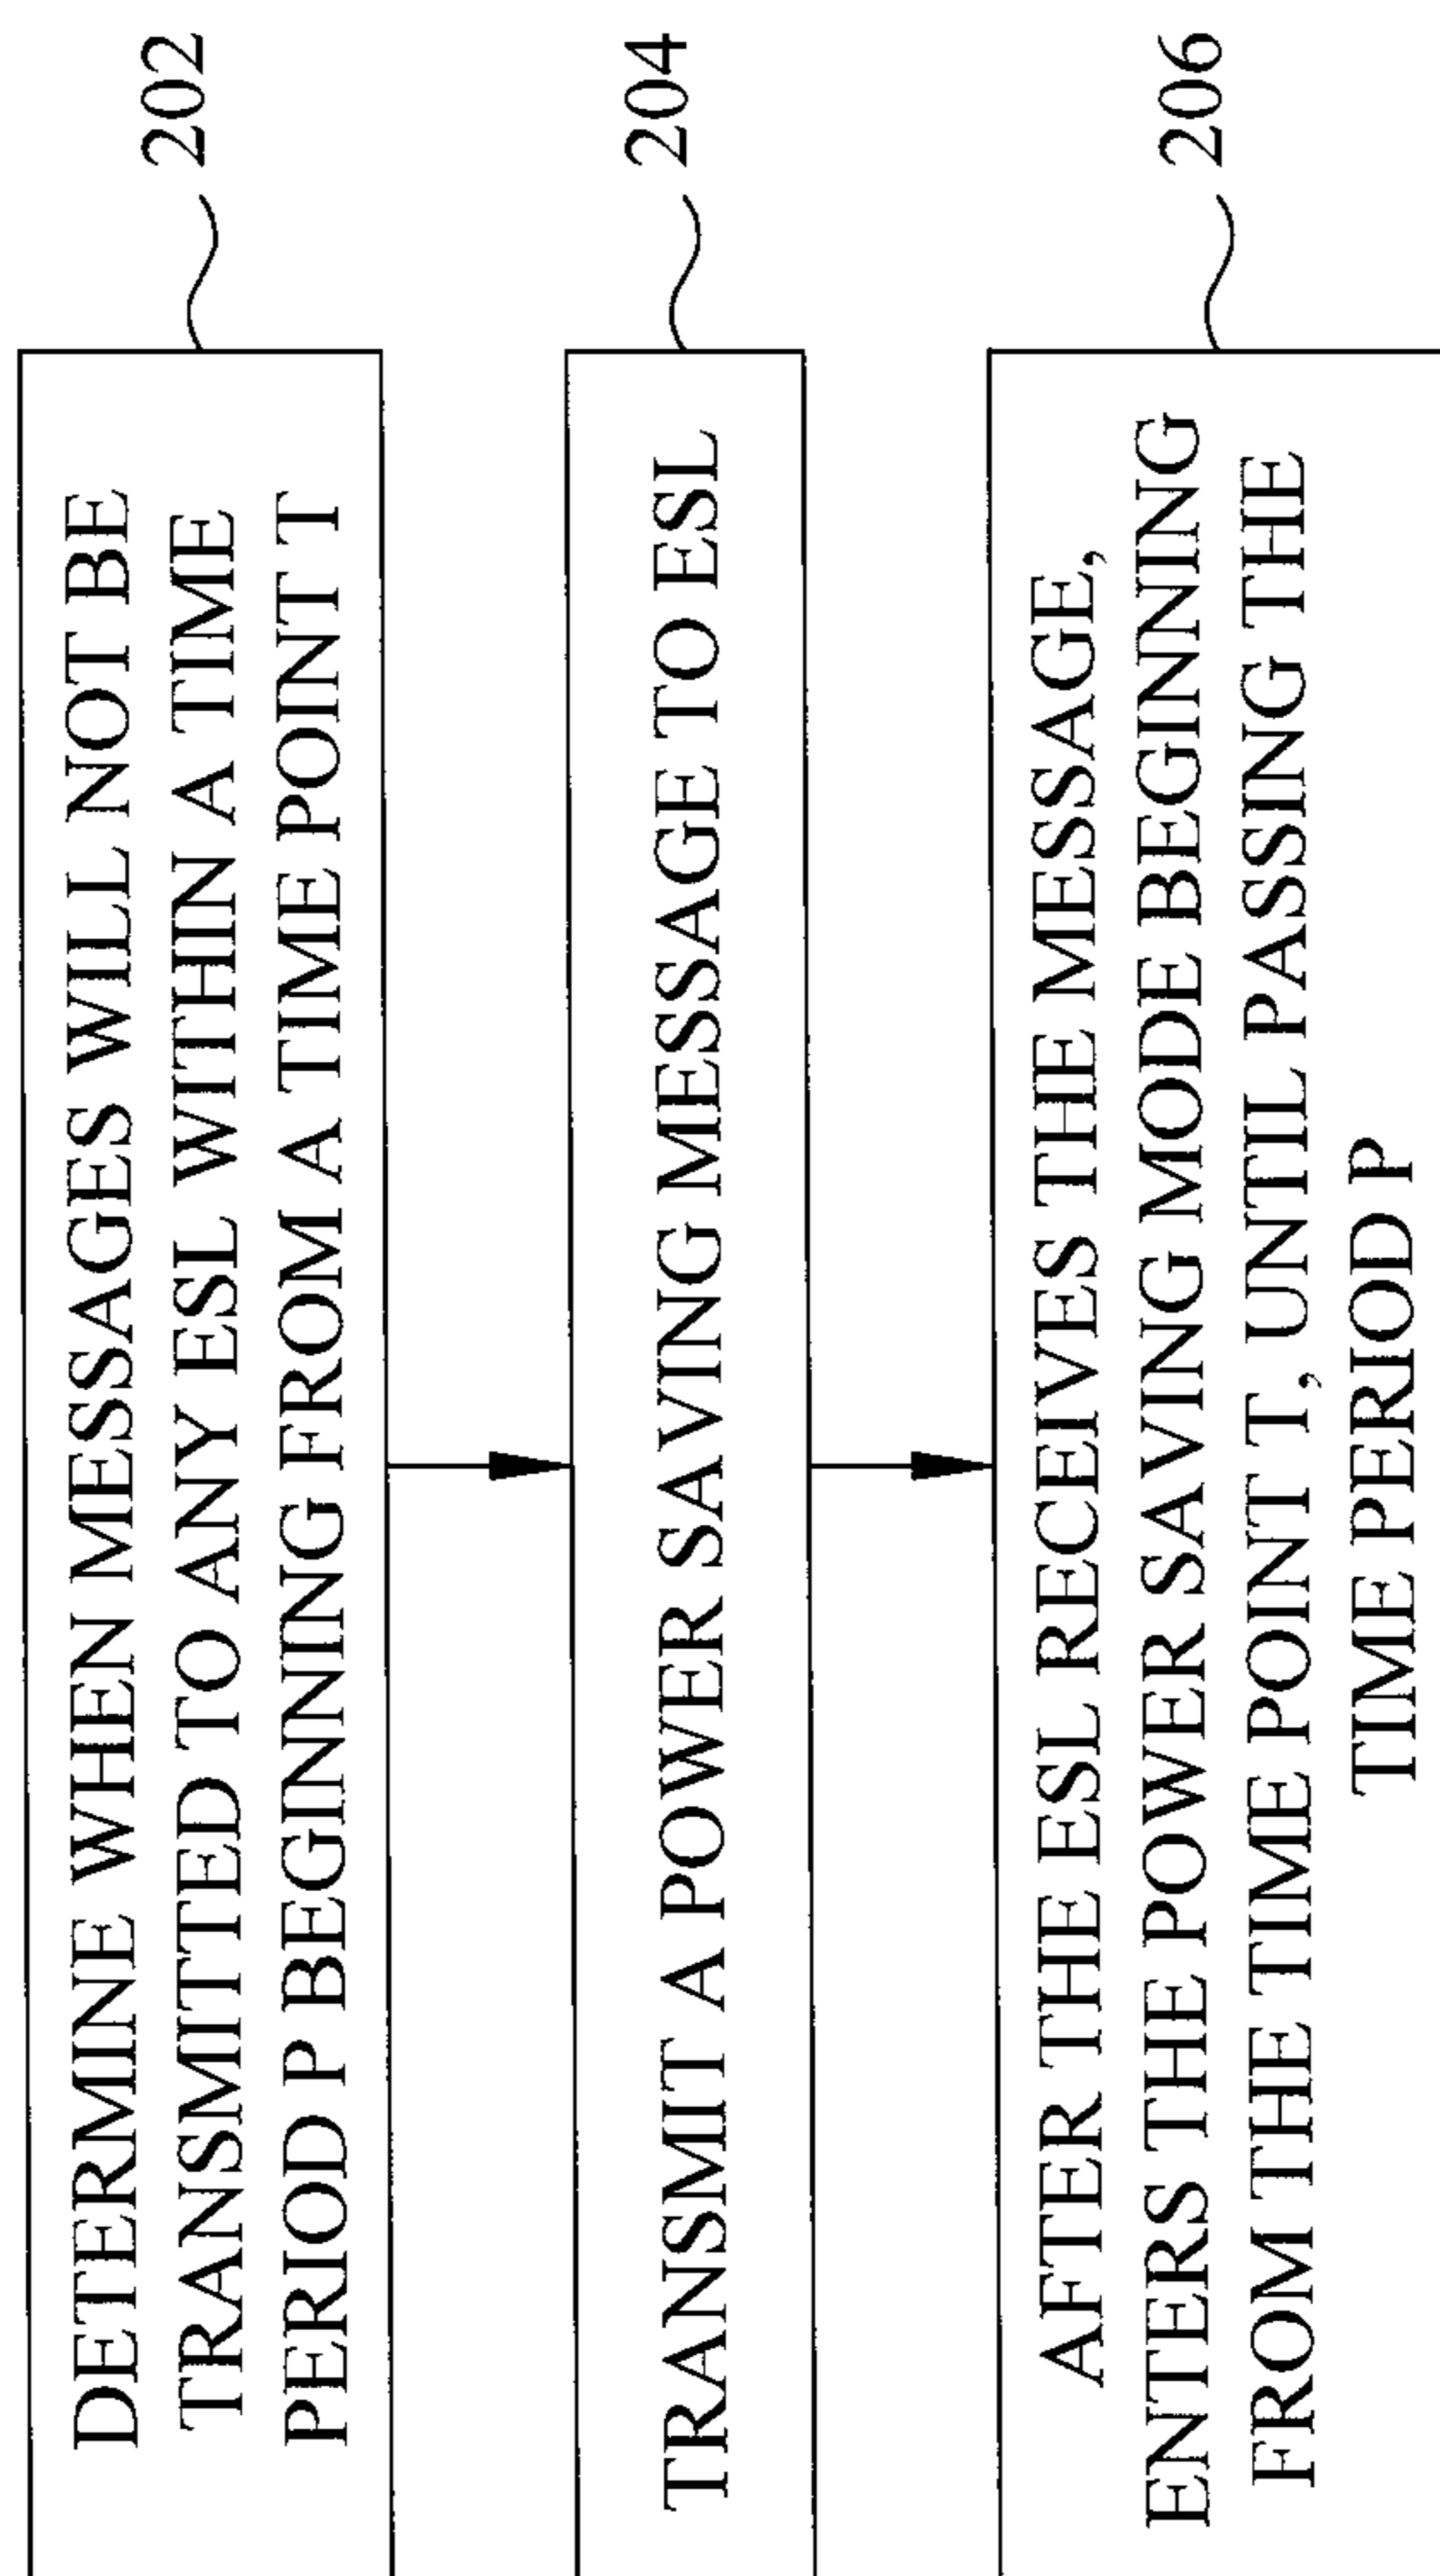 DETERMINE WHEN MESSAGES WILL NOT BE
TRANSMITTED TO ANY ESL WITHIN A TIME
PERIOD P BEGINNING FROM A TIME POINT T
202
TRANSMIT A POWER SAVING MESSAGE TO ESL
204
AFTER THE ESL RECEIVES THE MESSAGE,
ENTERS THE POWER SAVING MODE BEGINNING
FROM THE TIME POINT T, UNTIL PASSING THE
TIME PERIOD P
206